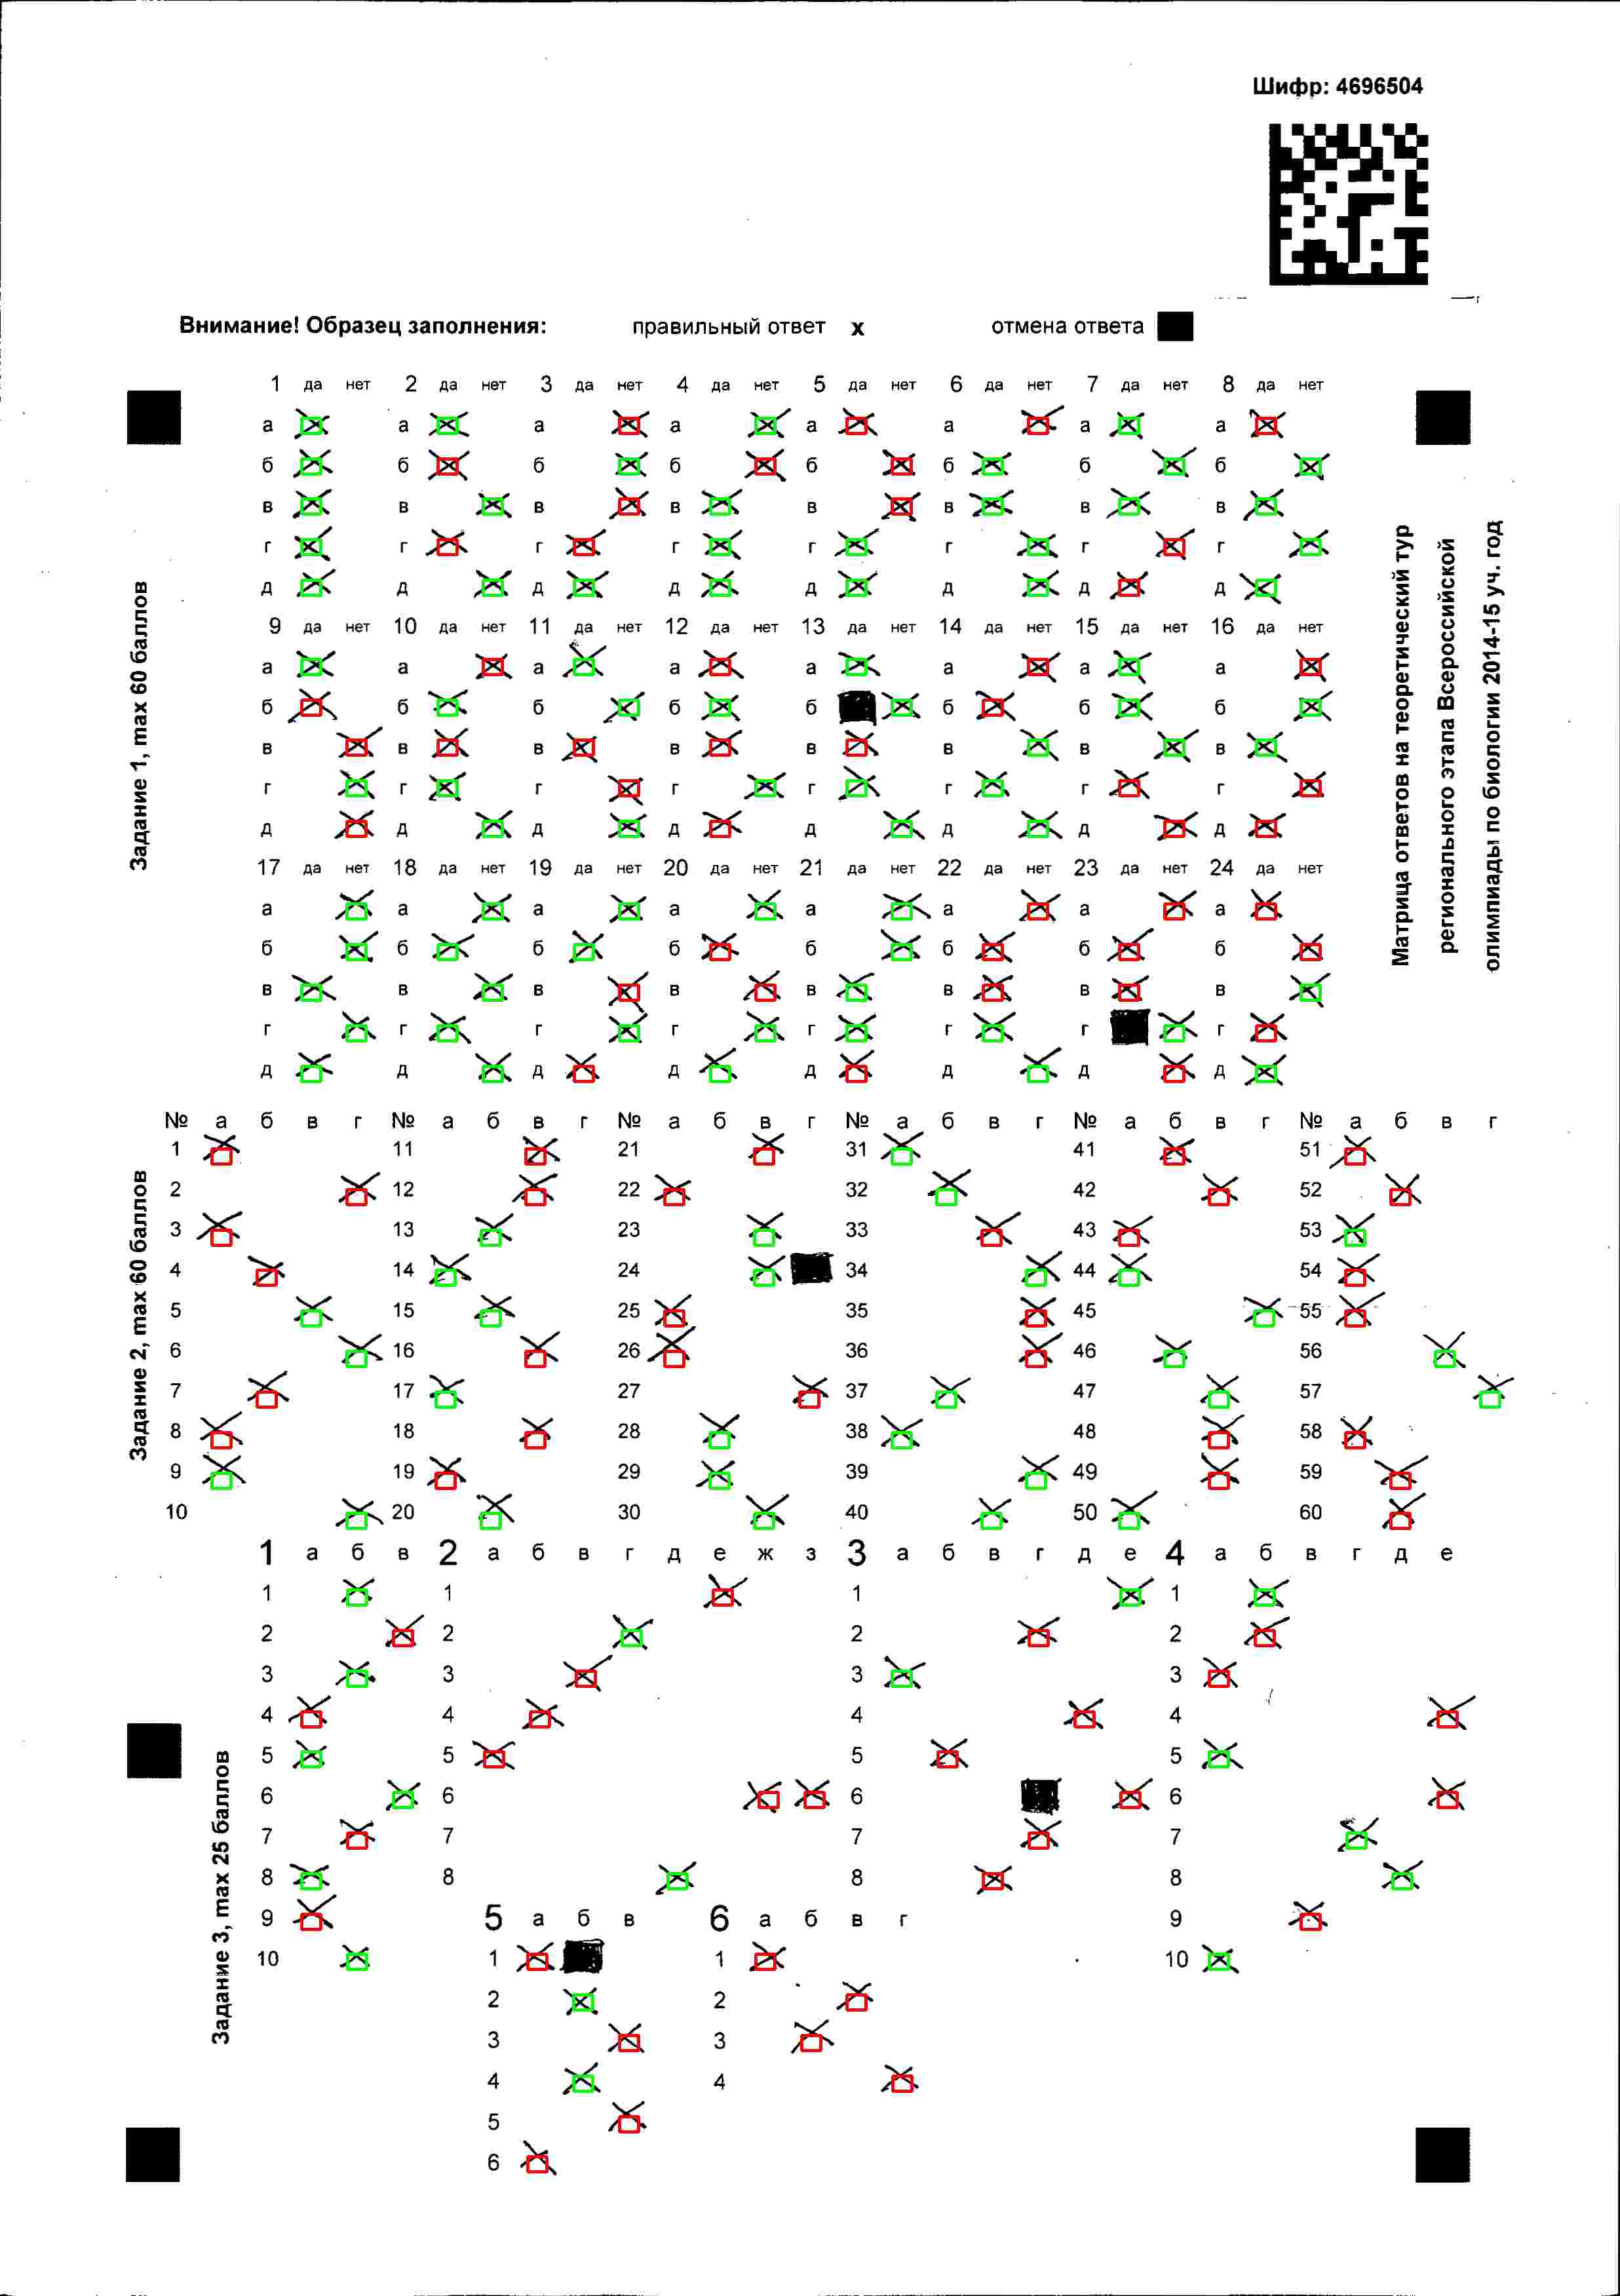 Шифр: 4696504
Внимание! Образец заполнения: правильный ответ х отмена ответа
1 да нет 2 да нет 3 да нет 4 да нет 5 да нет 6 да нет 7 да нет 8 да нет
а а а а а а а а
б б б б б б б б
в в в в в в в в
г г г г г г г г
д д д д д д д д
9 да нет 10 да нет 11 да нет 12 да нет 13 да нет 14 да нет 15 да нет 16 да нет
а а а а а а а а
б б б б б б б б
в в в в в в в в
г г г г г г г г
д д д д д д д д
17 да нет 18 да нет 19 да нет 20 да нет 21 да нет 22 да нет 23 да нет 24 да нет
а а а а а а а а
б б б б б б б б
в в в в в в в в
г г г г г г г г
д д д д д д д д
Задание 1, max 60 баллов
Матрица ответов на теоретический тур
регионального этапа Всероссийской
олимпиады по биологии 2014-15 уч. год
№ а б в г № а б в г № а б в г № а б в г № а б в г № а б в г
1 11 21 31 41 51
2 12 22 32 42 52
3 13 23 33 43 53
4 14 24 34 44 54
5 15 25 35 45 55
6 16 26 36 46 56
7 17 27 37 47 57
8 18 28 38 48 58
9 19 29 39 49 59
10 20 30 40 50 60
Задание 2, max 60 баллов
1 а б в 2 а б в г д е ж з 3 а б в г д е 4 а б в г д е
1 1 1 1
2 2 2 2
3 3 3 3
4 4 4 4
5 5 5 5
6 6 6 6
7 7 7 7
8 8 8 8
9 5 а б в 6 а б в г 9
10 1 1 10
2 2
3 3
4 4
5
6
Задание 3, max 25 баллов